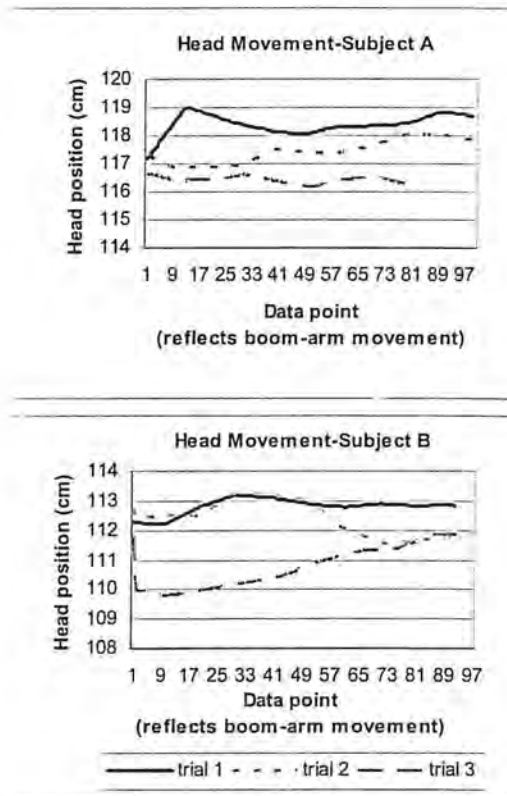 Head Movement-Subject A
Head position (cm)
120
119
118
117
116
115
114
1 9 17 25 33 41 49 57 65 73 81 89 97
Data point
(reflects boom-arm movement)
Head Movement-Subject B
Head position (cm)
114
113
112
111
110
109
108
1 9 17 25 33 41 49 57 65 73 81 89 97
Data point
(reflects boom-arm movement)
trial 1 trial 2 trial 3